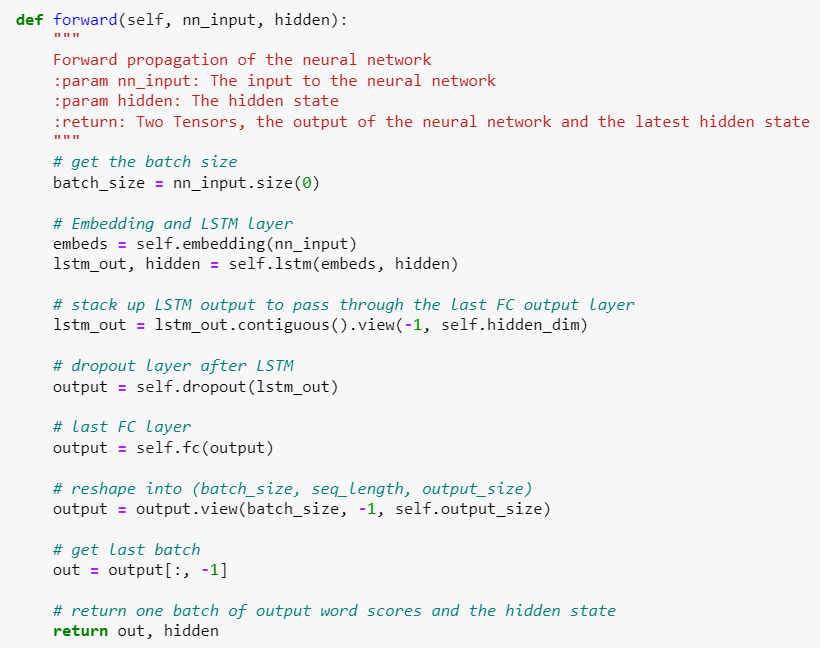 def forward(self, nn_input, hidden):
    """
    Forward propagation of the neural network
    :param nn_input: The input to the neural network
    :param hidden: The hidden state
    :return: Two Tensors, the output of the neural network and the latest hidden state
    """
    # get the batch size
    batch_size = nn_input.size(0)

    # Embedding and LSTM layer
    embeds = self.embedding(nn_input)
    lstm_out, hidden = self.lstm(embeds, hidden)

    # stack up LSTM output to pass through the last FC output layer
    lstm_out = lstm_out.contiguous().view(-1, self.hidden_dim)

    # dropout layer after LSTM
    output = self.dropout(lstm_out)

    # last FC layer
    output = self.fc(output)

    # reshape into (batch_size, seq_length, output_size)
    output = output.view(batch_size, -1, self.output_size)

    # get last batch
    out = output[:, -1]

    # return one batch of output word scores and the hidden state
    return out, hidden